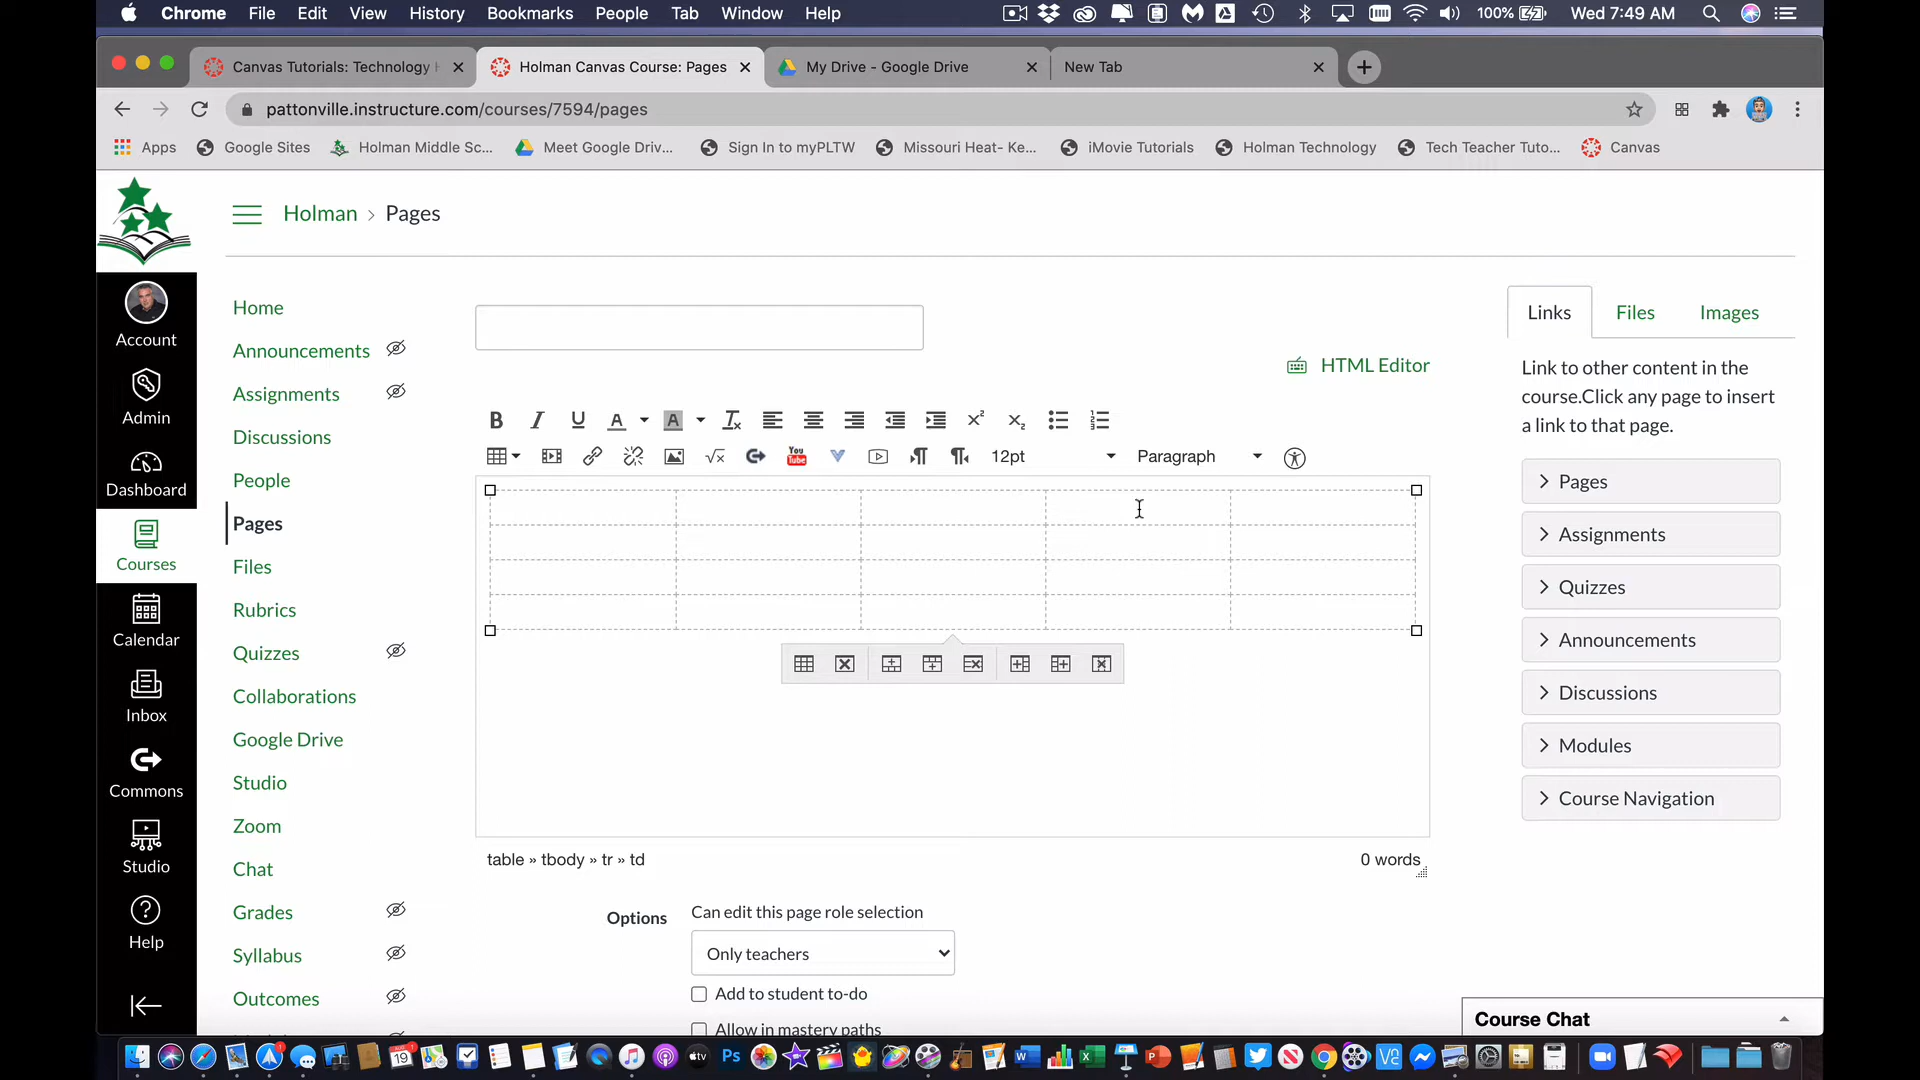 Chrome File Edit View History Bookmarks People Tab Window Help 100% Wed 7:49 AM
Canvas Tutorials: Technology H Holman Canvas Course: Pages My Drive - Google Drive New Tab
pattonville.instructure.com/courses/7594/pages
Apps Google Sites Holman Middle Sc... Meet Google Driv... Sign In to myPLTW Missouri Heat- Ke... iMovie Tutorials Holman Technology Tech Teacher Tuto... Canvas
Holman > Pages
Account
Admin
Dashboard
Courses
Calendar
Inbox
Commons
Studio
Help
Home
Announcements
Assignments
Discussions
People
Pages
Files
Rubrics
Quizzes
Collaborations
Google Drive
Studio
Zoom
Chat
Grades
Syllabus
Outcomes
HTML Editor
B I U A A
You Tube 12pt Paragraph
table » tbody » tr » td 0 words
Options Can edit this page role selection
Only teachers
Add to student to-do
Allow in mastery paths
Links Files Images
Link to other content in the
course.Click any page to insert
a link to that page.
Pages
Assignments
Quizzes
Announcements
Discussions
Modules
Course Navigation
Course Chat